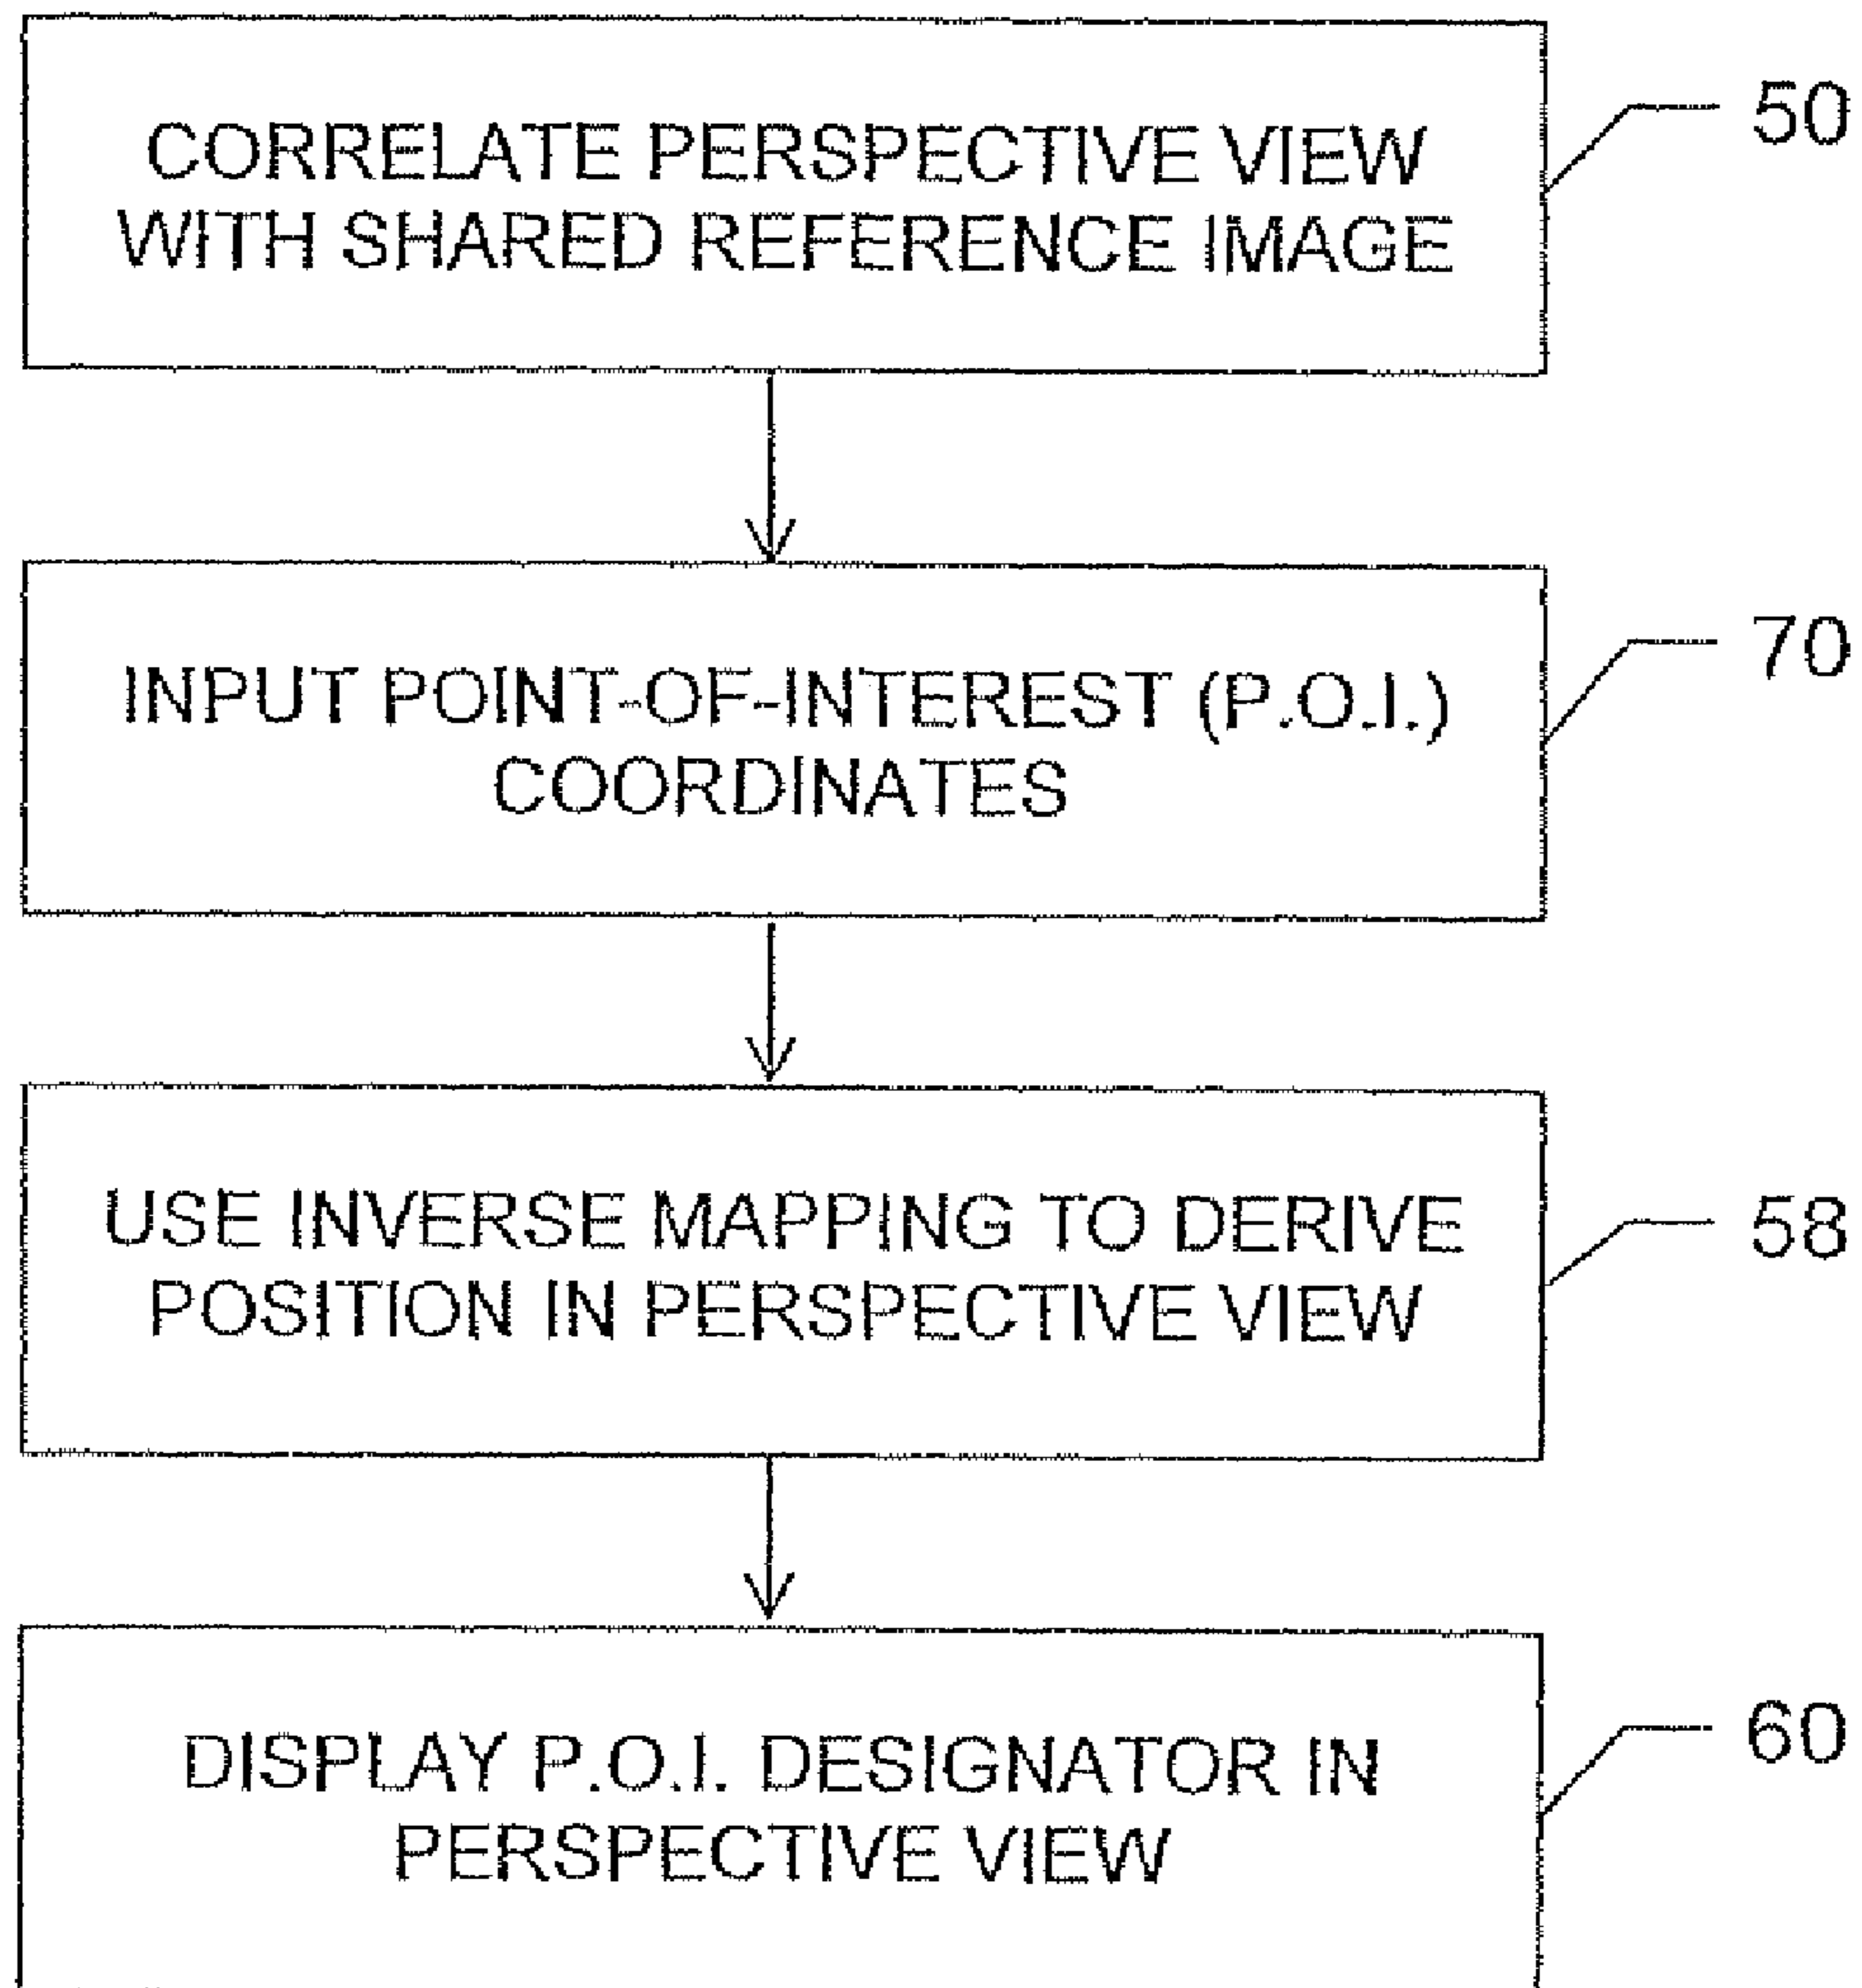 CORRELATE PERSPECTIVE VIEW
WITH SHARED REFERENCE IMAGE
50
INPUT POINT-OF-INTEREST (P.O.I.)
COORDINATES
70
USE INVERSE MAPPING TO DERIVE
POSITION IN PERSPECTIVE VIEW
58
DISPLAY P.O.I. DESIGNATOR IN
PERSPECTIVE VIEW
60